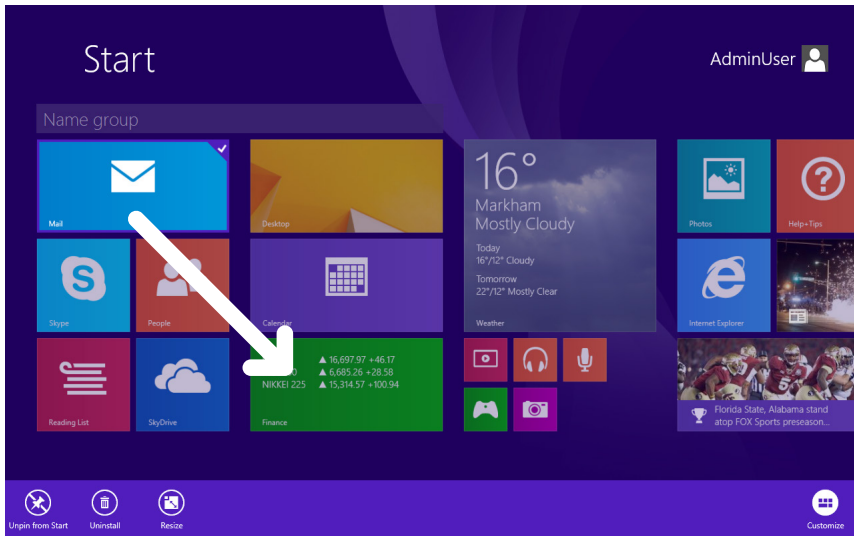 Start
AdminUser
Name group
Mail
Desktop
16°
Markham
Mostly Cloudy
Today
16°/12° Cloudy
Tomorrow
22°/12° Mostly Clear
Weather
Photos
Help+Tips
Skype
People
Calendar
Internet Explorer
▲ 16,697.97 +46.17
▲ 6,685.26 +28.58
NIKKEI 225 ▲ 15,314.57 +100.94
Reading List
SkyDrive
Finance
Florida State, Alabama stand
atop FOX Sports preseason...
Unpin from Start
Uninstall
Resize
Customize